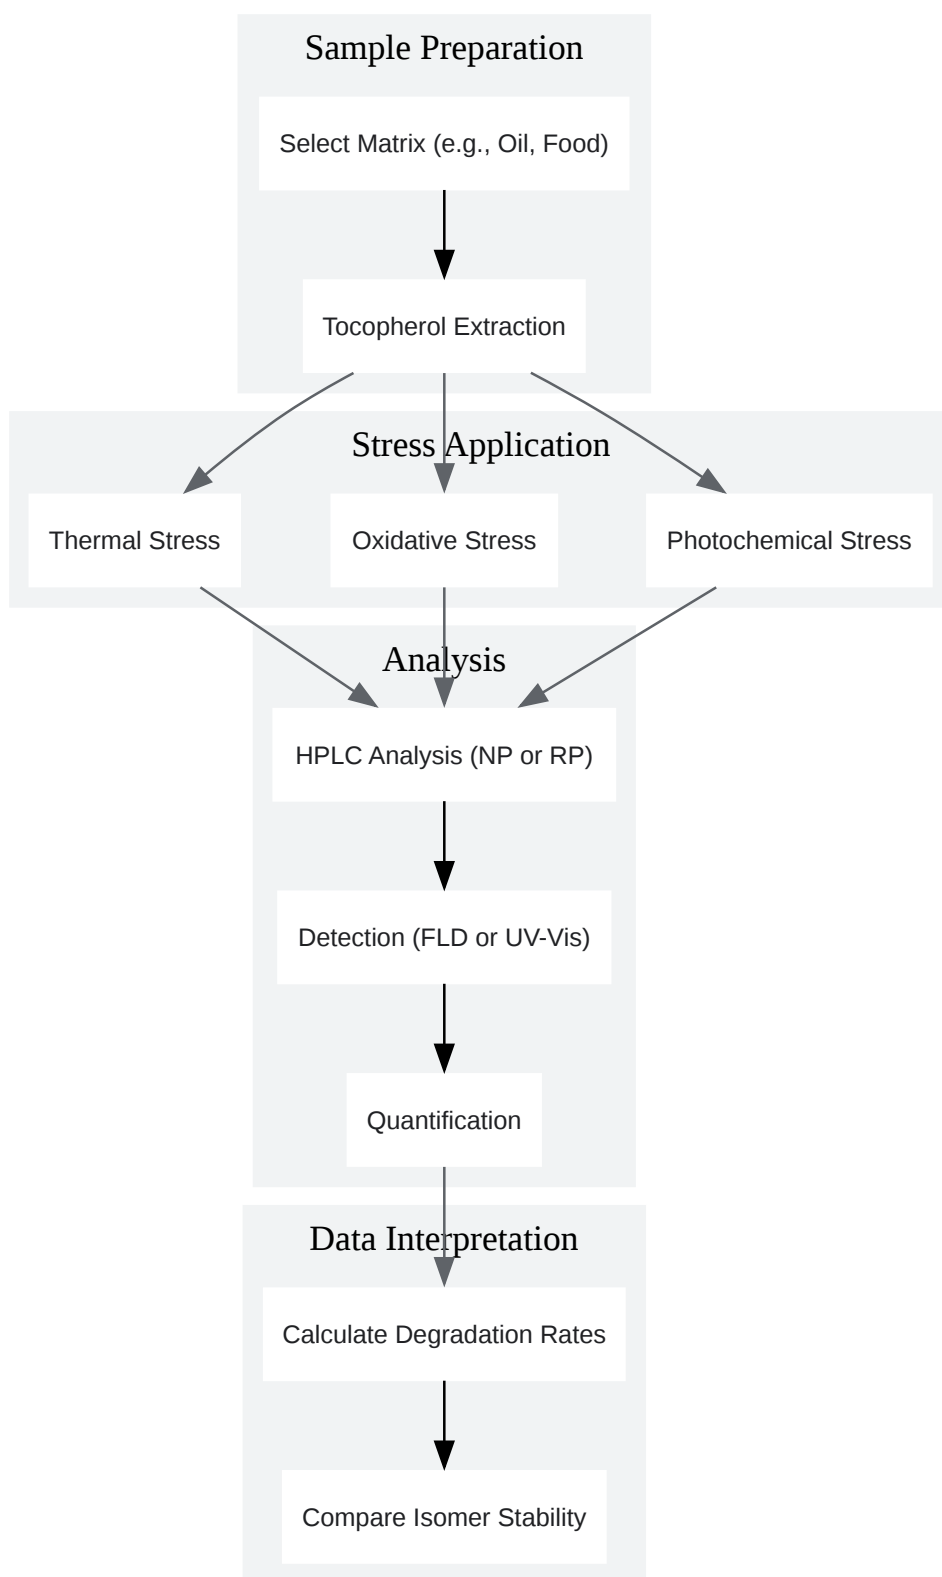 Sample Preparation
Select Matrix (e.g., Oil, Food)
Tocopherol Extraction
Stress Application
Thermal Stress
Oxidative Stress
Photochemical Stress
Analysis
HPLC Analysis (NP or RP)
Detection (FLD or UV-Vis)
Quantification
Data Interpretation
Calculate Degradation Rates
Compare Isomer Stability